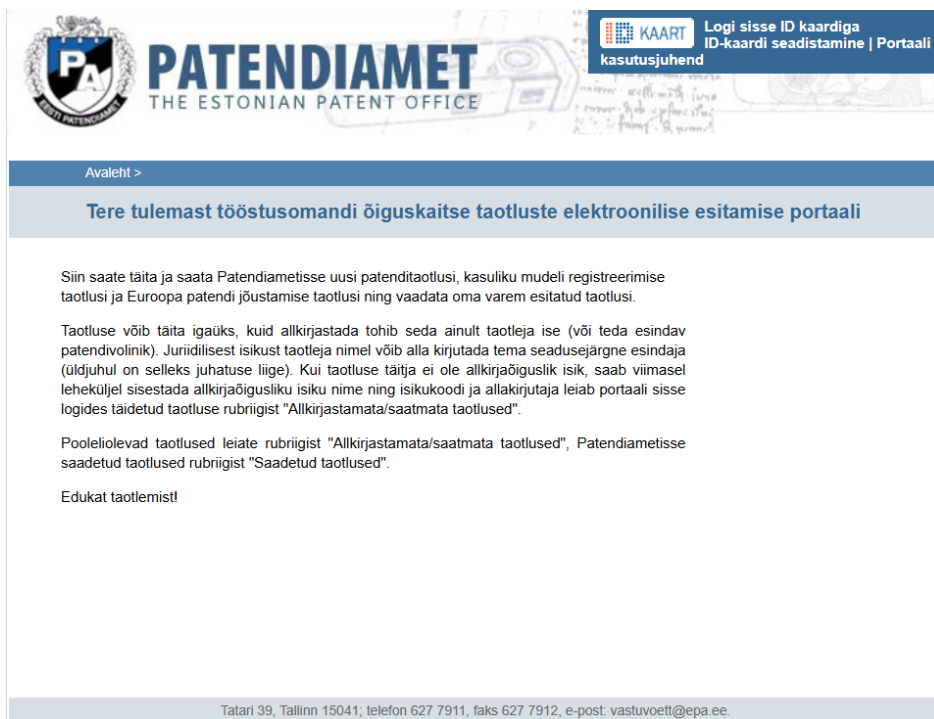 PATENDIAMET
THE ESTONIAN PATENT OFFICE
PA
EESTI PATENDIAMET
ID KAART
Logi sisse ID kaardiga
ID-kaardi seadistamine | Portaali
kasutusjuhend
Avaleht >
Tere tulemast tööstusomandi õiguskaitse taotluste elektroonilise esitamise portaali
Siin saate täita ja saata Patendiametisse uusi patenditaotlusi, kasuliku mudeli registreerimise
taotlusi ja Euroopa patendi jõustamise taotlusi ning vaadata oma varem esitatud taotlusi.
Taotluse võib täita igaüks, kuid allkirjastada tohib seda ainult taotleja ise (või teda esindav
patendivolinik). Juriidilisest isikust taotleja nimel võib alla kirjutada tema seadusejärgne esindaja
(üldjuhul on selleks juhatuse liige). Kui taotluse täitja ei ole allkirjaõiguslik isik, saab viimasel
leheküljel sisestada allkirjaõigusliku isiku nime ning isikukoodi ja allakirjutaja leiab portaali sisse
logides täidetud taotluse rubriigist "Allkirjastamata/saatmata taotlused".
Pooleliolevad taotlused leiate rubriigist "Allkirjastamata/saatmata taotlused", Patendiametisse
saadetud taotlused rubriigist "Saadetud taotlused".
Edukat taotlemist!
Tatari 39, Tallinn 15041; telefon 627 7911, faks 627 7912, e-post: vastuvoett@epa.ee.